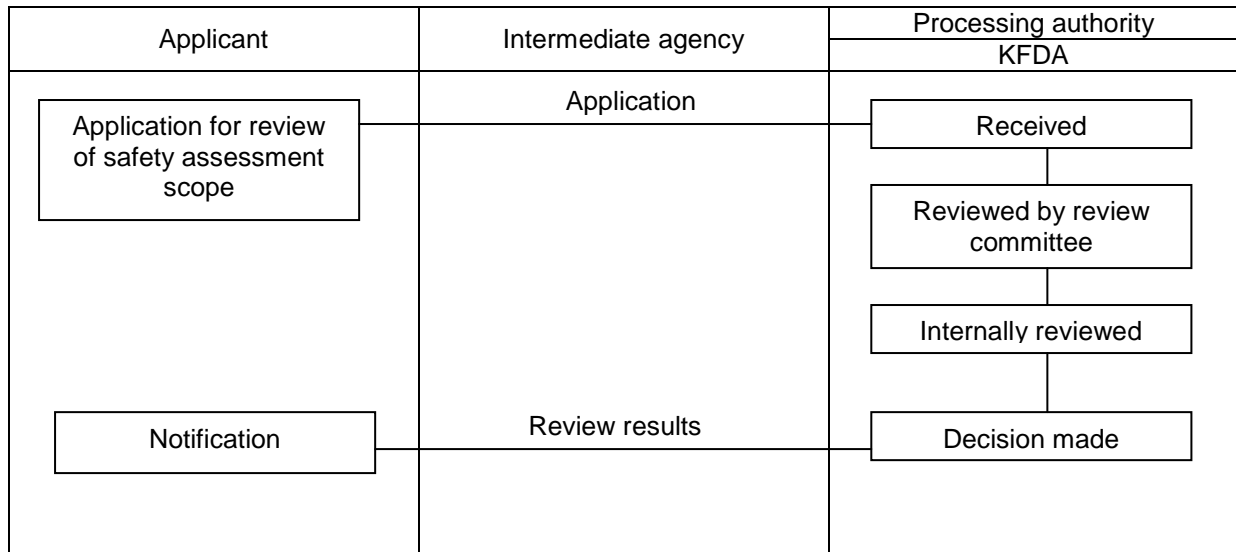 Applicant
Intermediate agency
Processing authority
KFDA
Application for review
of safety assessment
scope
Application
Received
Reviewed by review
committee
Internally reviewed
Notification
Review results
Decision made